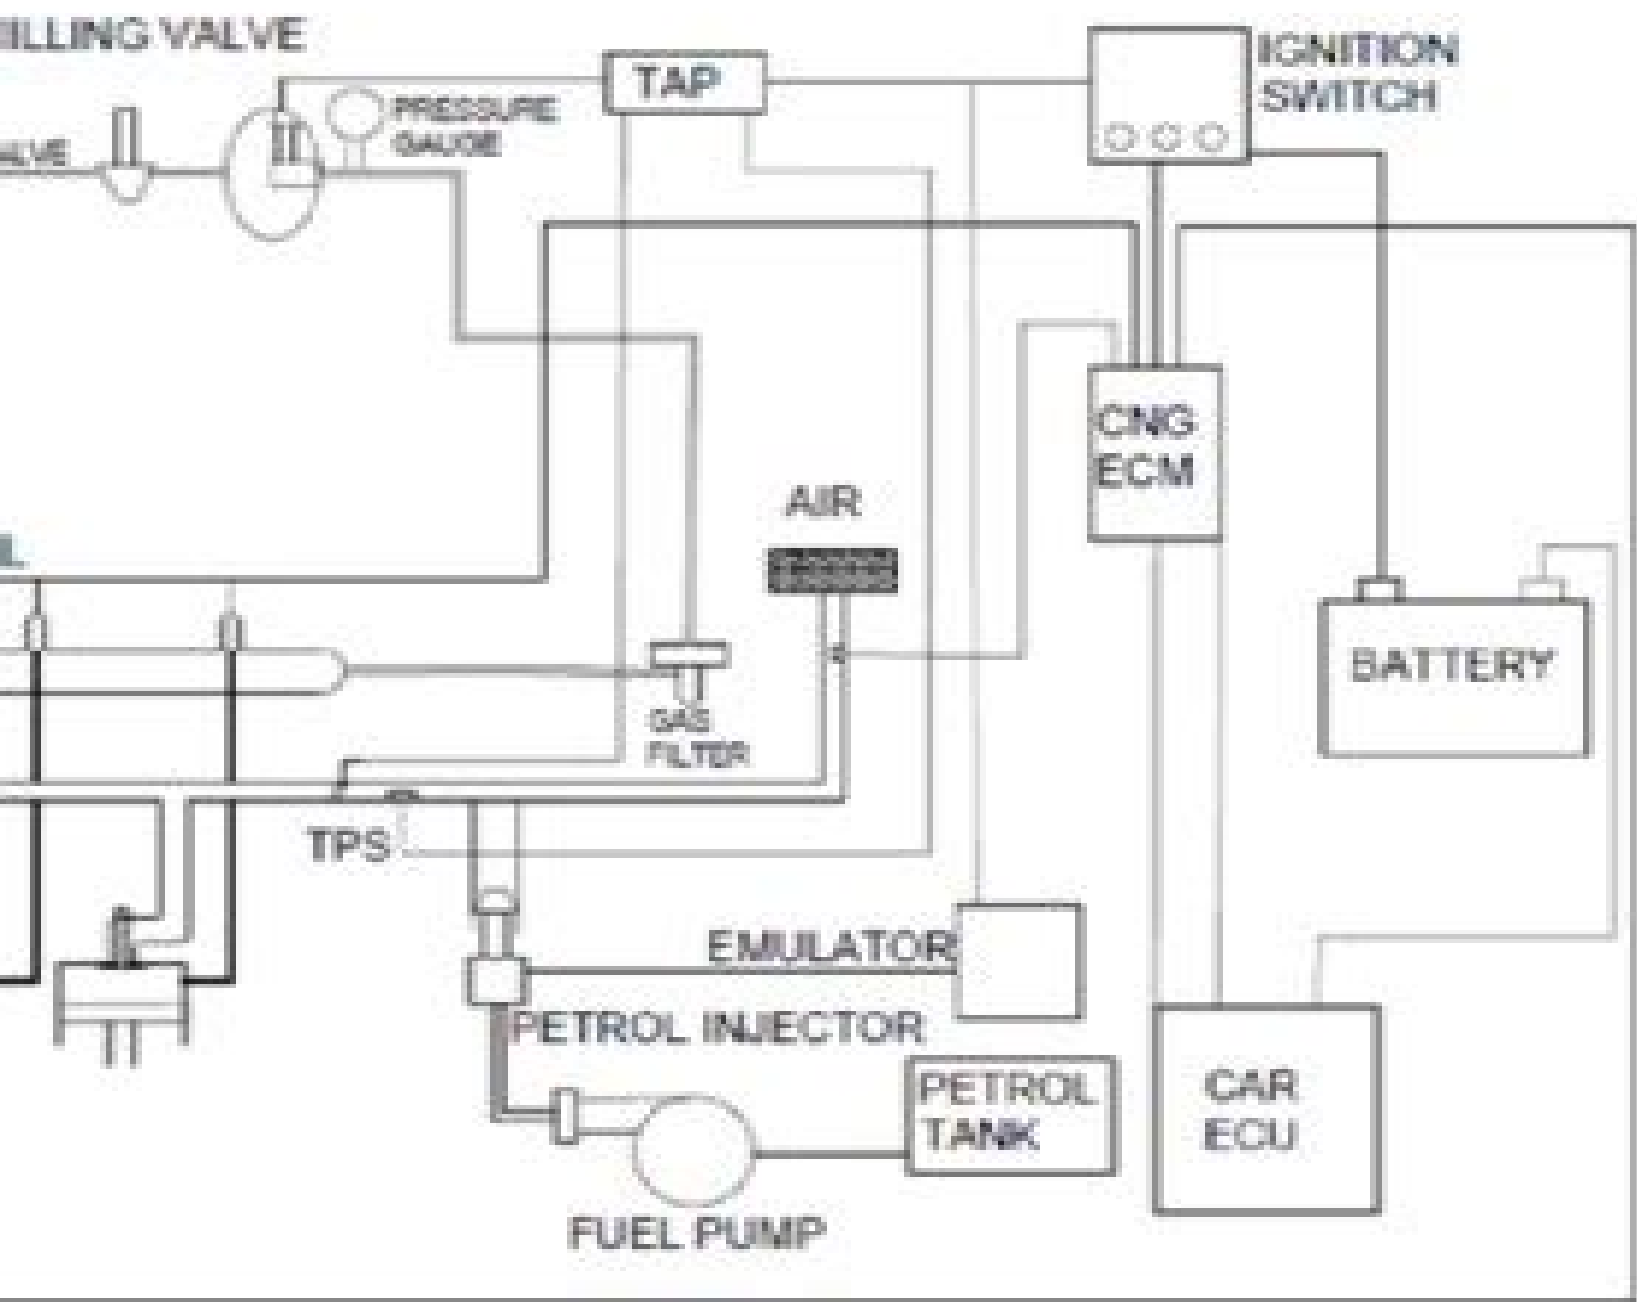 ILLING VALVE
TAP
IGNITION
SWITCH
PRESSURE
GAUGE
ALVE
CNG
ECM
AIR
L
BATTERY
GAS
FILTER
TPS
EMULATOR
PETROL INJECTOR
PETROL
TANK
CAR
ECU
FUEL PUMP